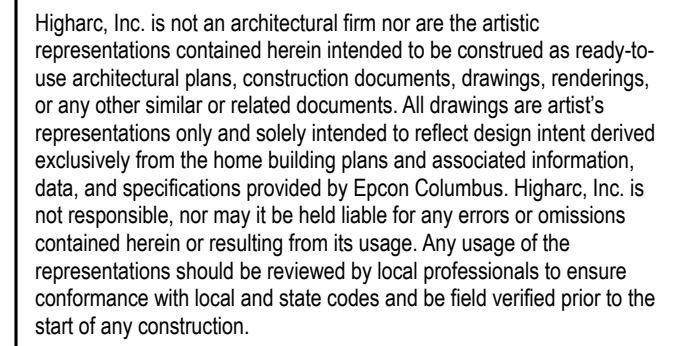 Higharc, Inc. is not an architectural firm nor are the artistic
representations contained herein intended to be construed as ready-to-
use architectural plans, construction documents, drawings, renderings,
or any other similar or related documents. All drawings are artist's
representations only and solely intended to reflect design intent derived
exclusively from the home building plans and associated information,
data, and specifications provided by Epcon Columbus. Higharc, Inc. is
not responsible, nor may it be held liable for any errors or omissions
contained herein or resulting from its usage. Any usage of the
representations should be reviewed by local professionals to ensure
conformance with local and state codes and be field verified prior to the
start of any construction.